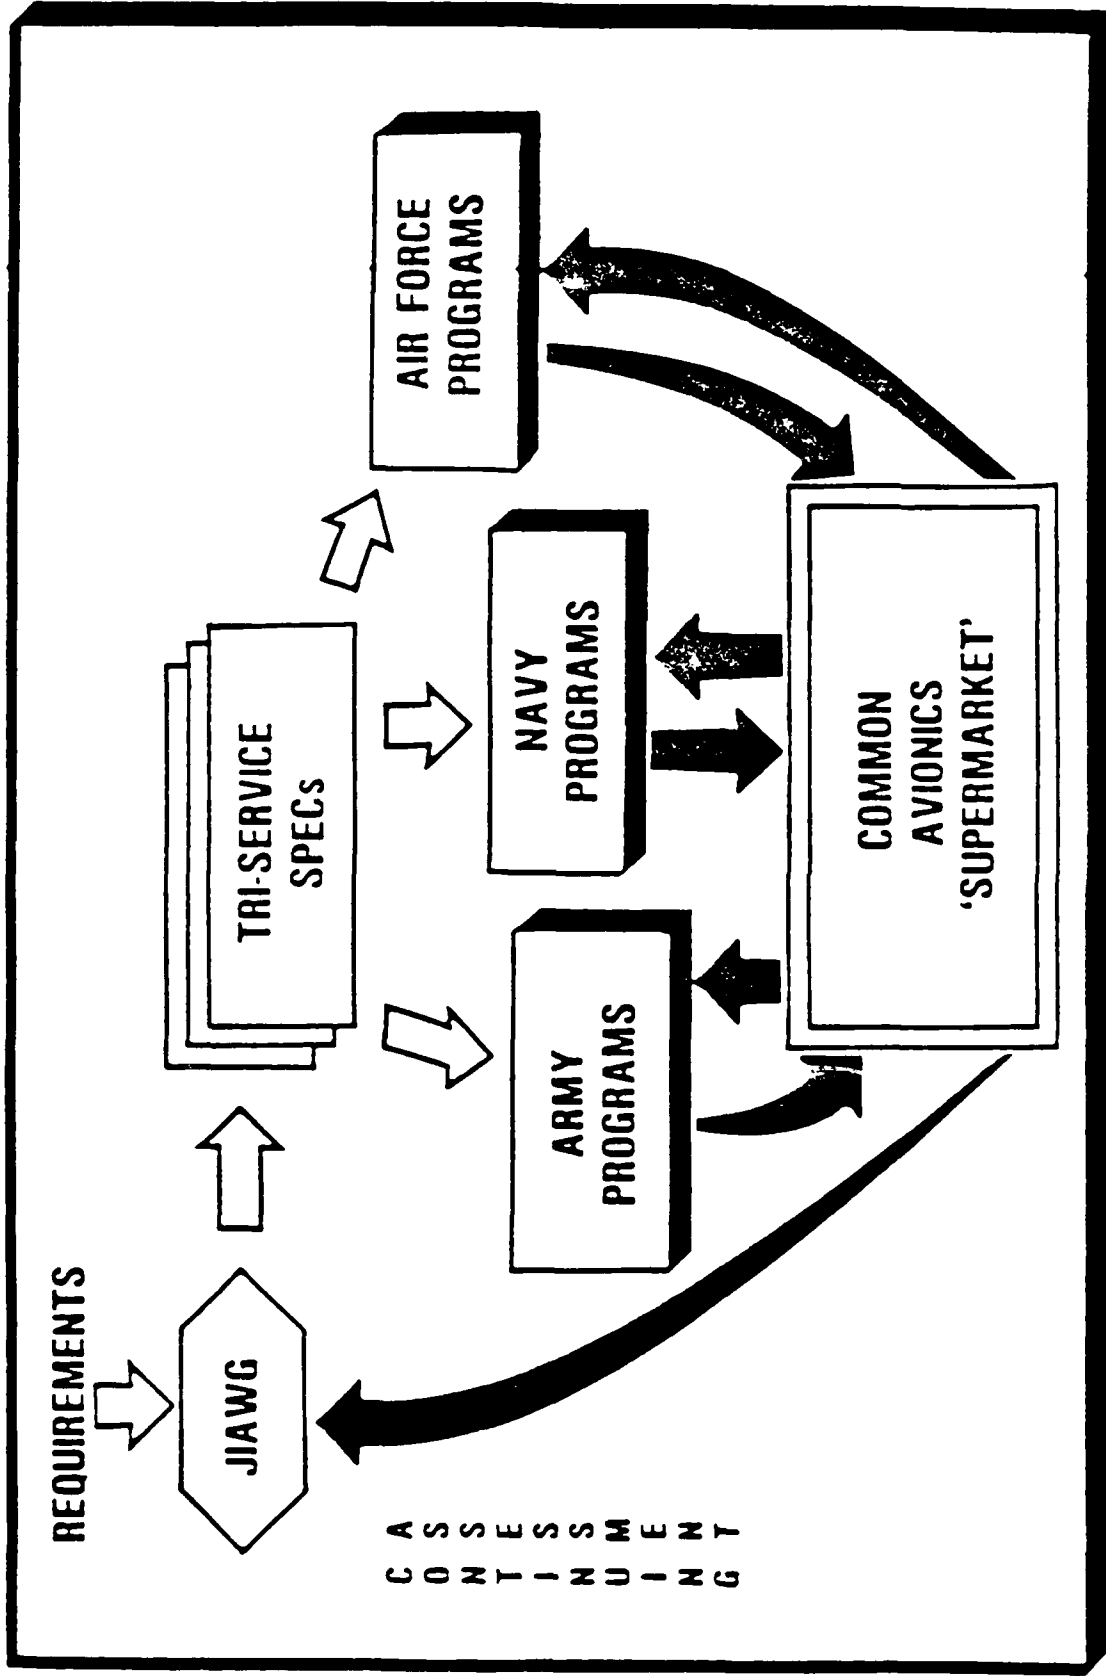 REQUIREMENTS
JIAWG
TRI-SERVICE
SPECs
ARMY
PROGRAMS
NAVY
PROGRAMS
AIR FORCE
PROGRAMS
COMMON
AVIONICS
'SUPERMARKET'
CONTINUING
ASSESSMENT